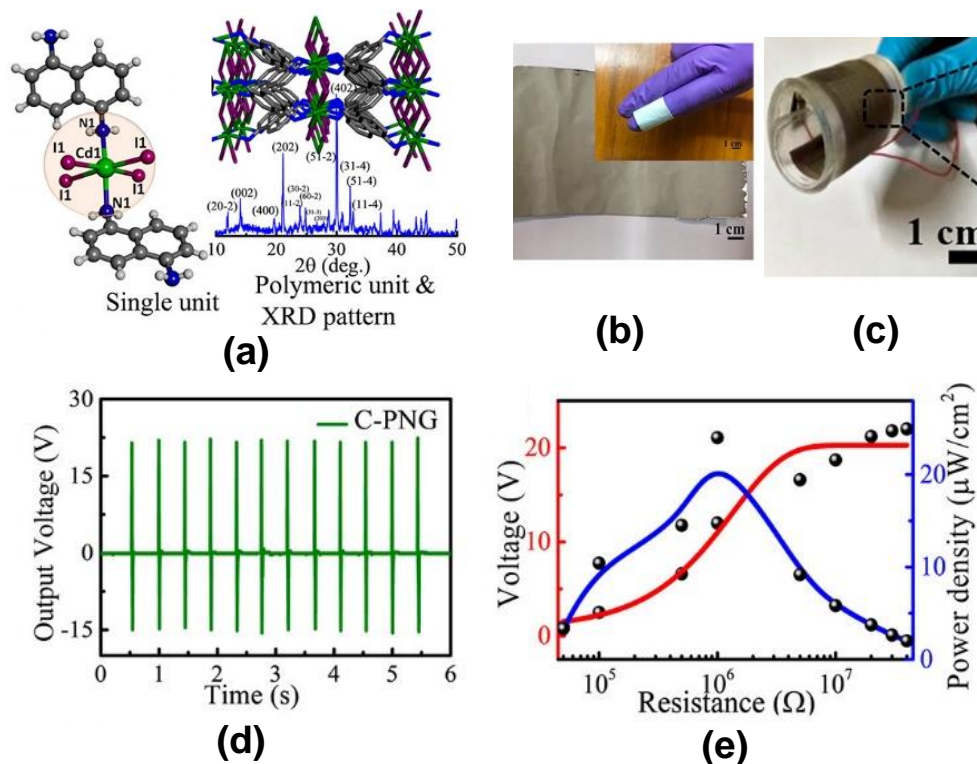 N1
I1
Cd1
I1
I1
I1
N1
Single unit
(402)
(202)
(51-2)
(31-4)
(51-4)
(11-4)
(002)
(30-2)
(60-2)
(11-2)
(20-2)
(400)
10
20
30
40
50
2θ (deg.)
Polymeric unit &
XRD pattern
(a)
1 cm
1 cm
(b)
1 cm
(c)
30
15
0
-15
Output Voltage (V)
C-PNG
0 1 2 3 4 5 6
Time (s)
(d)
20
10
0
Voltage (V)
20
10
0
Power density (μW/cm²)
10⁵ 10⁶ 10⁷
Resistance (Ω)
(e)